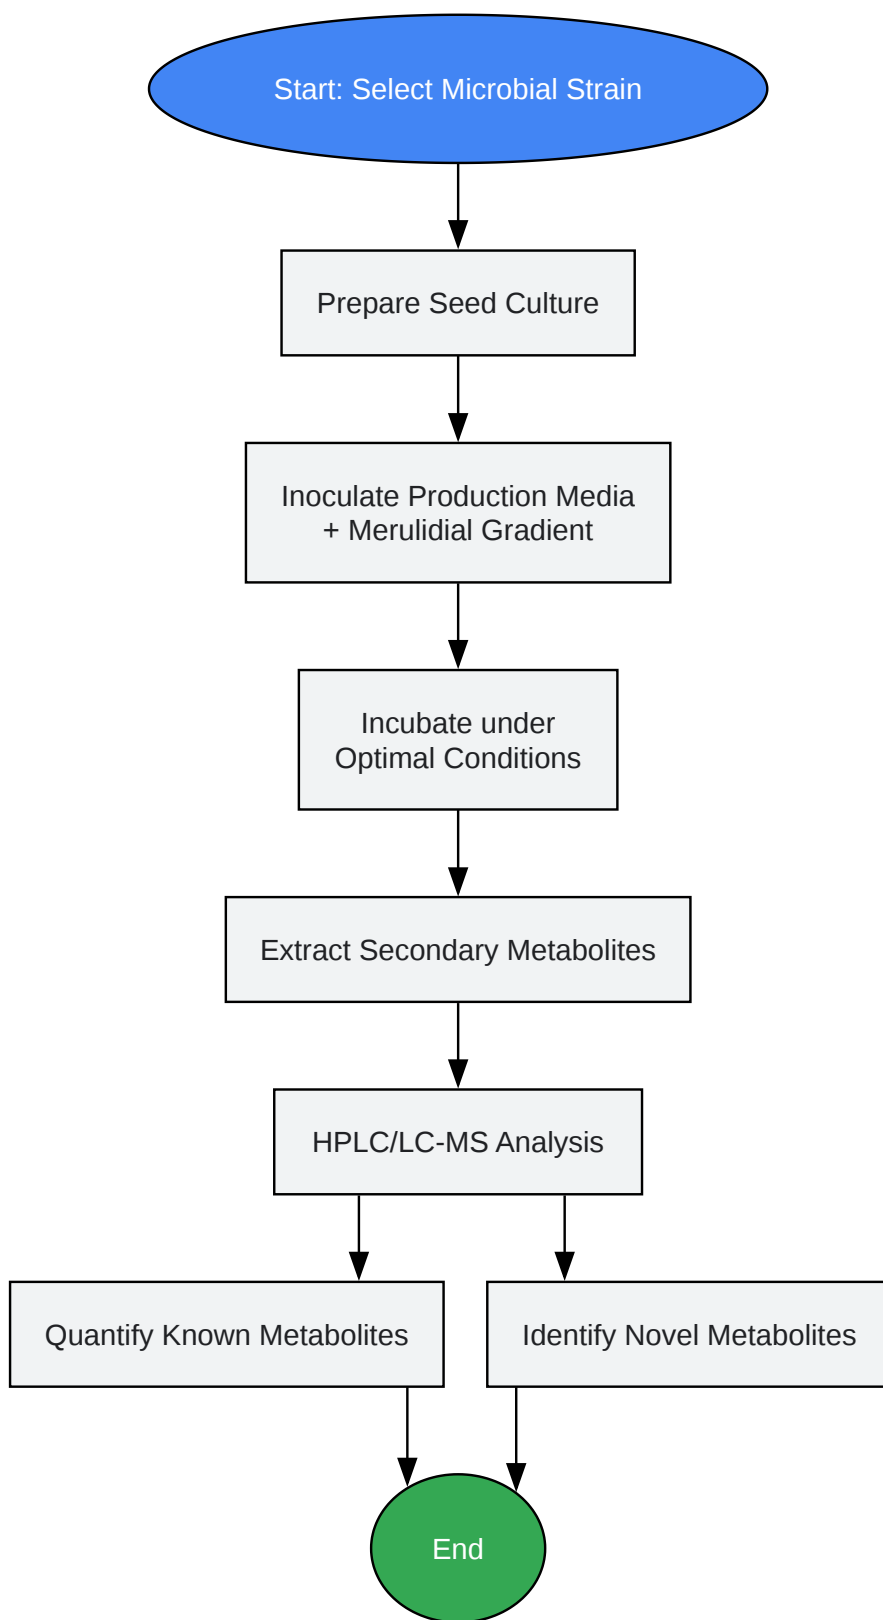 Start: Select Microbial Strain
Prepare Seed Culture
Inoculate Production Media
+ Merulidial Gradient
Incubate under
Optimal Conditions
Extract Secondary Metabolites
HPLC/LC-MS Analysis
Quantify Known Metabolites
Identify Novel Metabolites
End